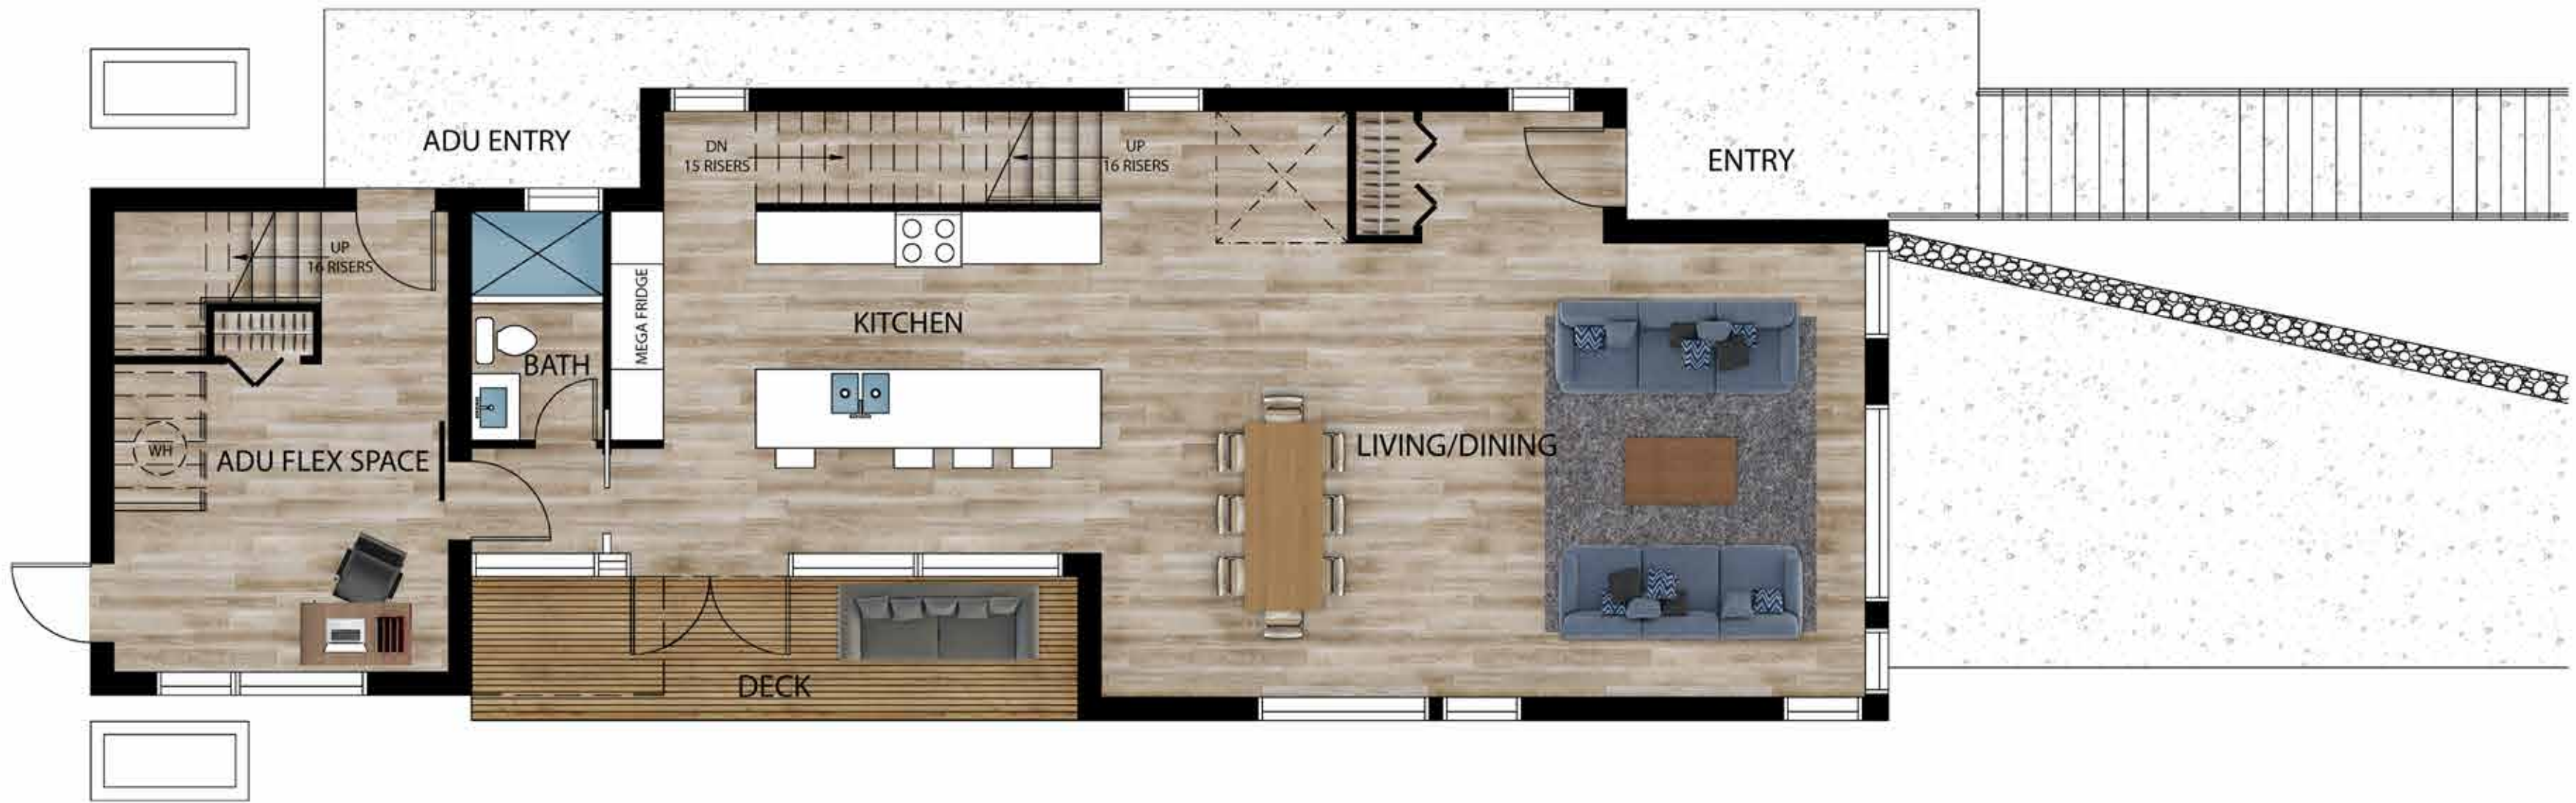 ADU ENTRY
DN
15 RISERS
UP
16 RISERS
ENTRY
UP
16 RISERS
MEGA FRIDGE
KITCHEN
BATH
WH
ADU FLEX SPACE
LIVING/DINING
DECK